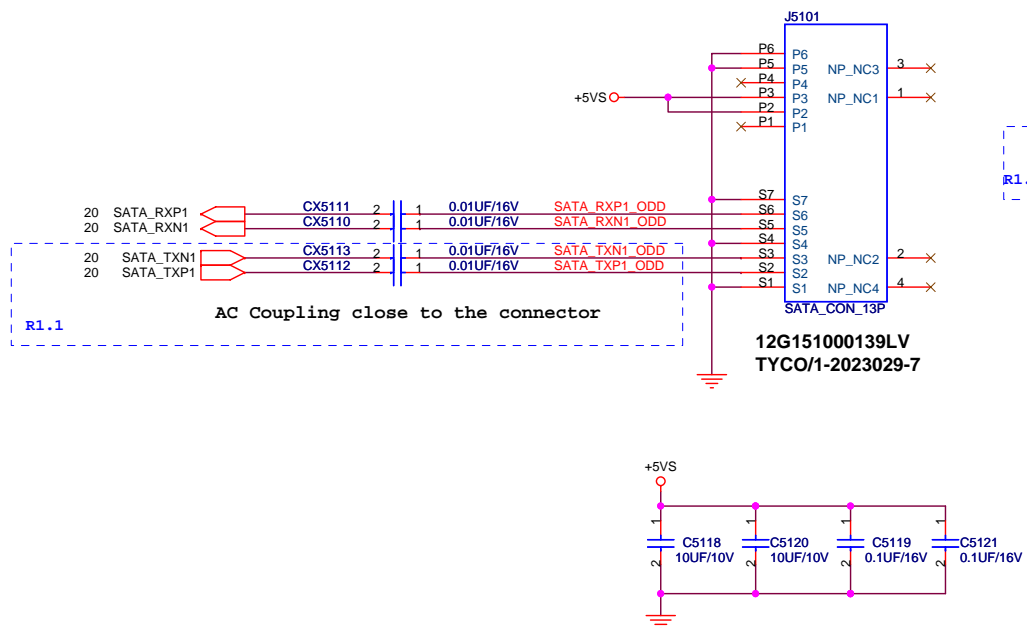 J5101
P6 P6
P5 P5 NP_NC3 3
P4 P4
+5VS P3 P3 NP_NC1 1
P2 P2
P1 P1
S7 S7
20 SATA_RXP1 CX5111 2 1 0.01UF/16V SATA_RXP1_ODD S6 S6
20 SATA_RXN1 CX5110 2 1 0.01UF/16V SATA_RXN1_ODD S5 S5
S4 S4
20 SATA_TXN1 CX5113 2 1 0.01UF/16V SATA_TXN1_ODD S3 S3 NP_NC2 2
20 SATA_TXP1 CX5112 2 1 0.01UF/16V SATA_TXP1_ODD S2 S2
S1 S1 NP_NC4 4
SATA_CON_13P
AC Coupling close to the connector
R1.1
R1.
12G151000139LV
TYCO/1-2023029-7
+5VS
1 1 1 1
C5118 C5120 C5119 C5121
10UF/10V 10UF/10V 0.1UF/16V 0.1UF/16V
2 2 2 2